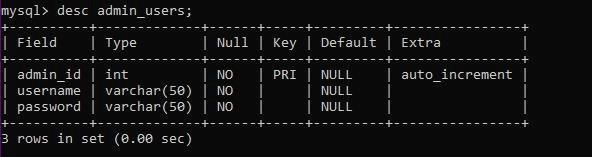 mysql> desc admin_users;
+----------+-------------+------+-----+---------+----------------+
| Field    | Type        | Null | Key | Default | Extra          |
+----------+-------------+------+-----+---------+----------------+
| admin_id | int         | NO   | PRI | NULL    | auto_increment |
| username | varchar(50) | NO   |     | NULL    |                |
| password | varchar(50) | NO   |     | NULL    |                |
+----------+-------------+------+-----+---------+----------------+
3 rows in set (0.00 sec)